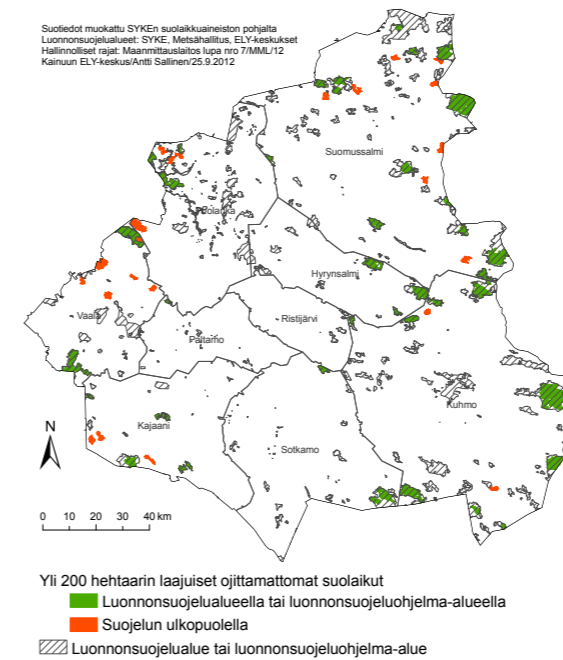 Suotiedot muokattu SYKEn suolaikkuaineiston pohjalta
Luonnonsuojelualueet: SYKE, Metsähallitus, ELY-keskukset
Hallinnolliset rajat: Maanmittauslaitos lupa nro 7/MML/12
Kainuun ELY-keskus/Antti Sallinen/25.9.2012
Suomussalmi
Puolanka
Hyrynsalmi
Vaala
Ristijärvi
Paltamo
Kuhmo
Kajaani
Sotkamo
N
0 10 20 30 40 km
Yli 200 hehtaarin laajuiset ojittamattomat suolaikut
Luonnonsuojelualueella tai luonnonsuojeluohjelma-alueella
Suojelun ulkopuolella
Luonnonsuojelualue tai luonnonsuojeluohjelma-alue